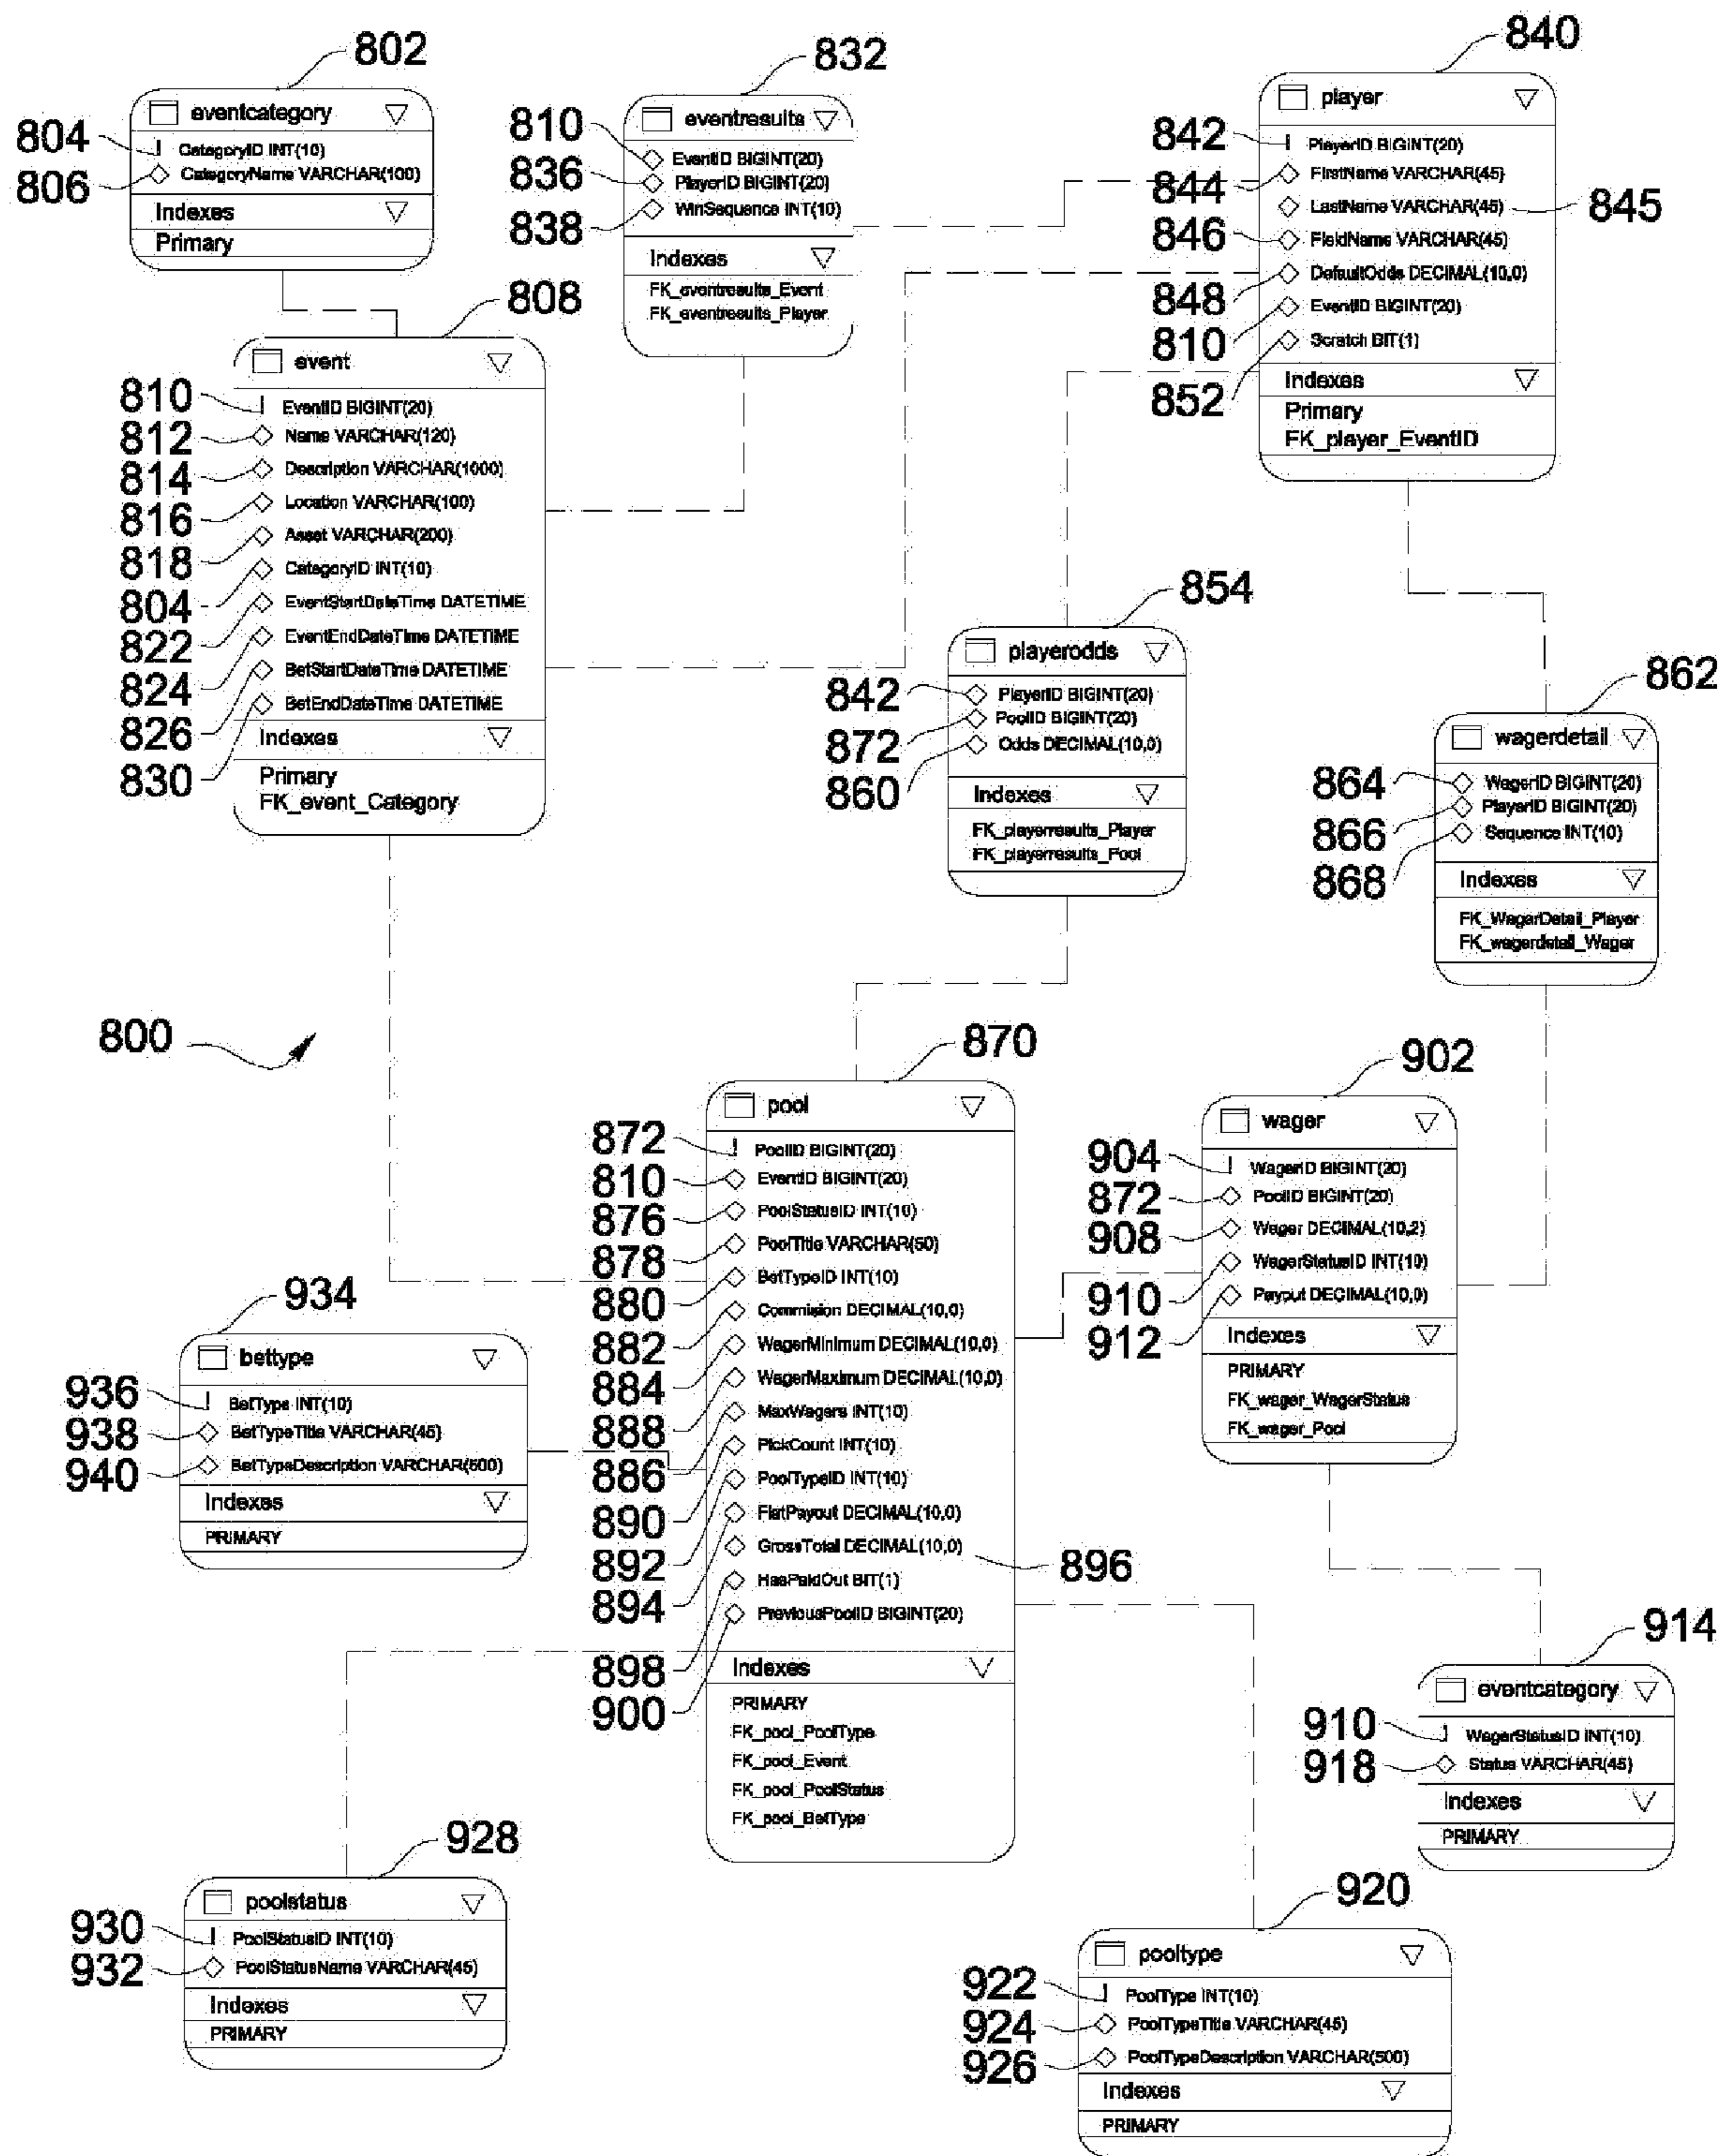 802
eventcategory
804
CategoryID INT(10)
806
CategoryName VARCHAR(100)
Indexes
Primary
832
eventresults
810
EventID BIGINT(20)
836
PlayerID BIGINT(20)
838
WinSequence INT(10)
Indexes
FK_eventresults_Event
FK_eventresults_Player
840
player
842
PlayerID BIGINT(20)
844
FirstName VARCHAR(45)
LastName VARCHAR(45)
845
846
FieldName VARCHAR(45)
848
DefaultOdds DECIMAL(10,0)
810
EventID BIGINT(20)
852
Scratch BIT(1)
Indexes
Primary
FK_player_EventID
808
event
810
EventID BIGINT(20)
812
Name VARCHAR(120)
814
Description VARCHAR(1000)
816
Location VARCHAR(100)
818
Asset VARCHAR(200)
804
CategoryID INT(10)
822
EventStartDateTime DATETIME
824
EventEndDateTime DATETIME
826
BetStartDateTime DATETIME
830
BetEndDateTime DATETIME
Indexes
Primary
FK_event_Category
854
playerodds
842
PlayerID BIGINT(20)
872
PoolID BIGINT(20)
860
Odds DECIMAL(10,0)
Indexes
FK_playerresults_Player
FK_playerresults_Pool
862
wagerdetail
864
WagerID BIGINT(20)
866
PlayerID BIGINT(20)
868
Sequence INT(10)
Indexes
FK_WagerDetail_Player
FK_wagerdetail_Wager
800
870
pool
872
PoolID BIGINT(20)
810
EventID BIGINT(20)
876
PoolStatusID INT(10)
878
PoolTitle VARCHAR(50)
880
BetTypeID INT(10)
882
Commision DECIMAL(10,0)
884
WagerMinimum DECIMAL(10,0)
888
WagerMaximum DECIMAL(10,0)
886
MaxWagers INT(10)
890
PickCount INT(10)
892
PoolTypeID INT(10)
894
FlatPayout DECIMAL(10,0)
GrossTotal DECIMAL(10,0)
896
898
HasPaidOut BIT(1)
900
PreviousPoolID BIGINT(20)
Indexes
PRIMARY
FK_pool_PoolType
FK_pool_Event
FK_pool_PoolStatus
FK_pool_BetType
902
wager
904
WagerID BIGINT(20)
872
PoolID BIGINT(20)
908
Wager DECIMAL(10,2)
910
WagerStatusID INT(10)
912
Payout DECIMAL(10,0)
Indexes
PRIMARY
FK_wager_WagerStatus
FK_wager_Pool
934
bettype
936
BetType INT(10)
938
BetTypeTitle VARCHAR(45)
940
BetTypeDescription VARCHAR(500)
Indexes
PRIMARY
914
eventcategory
910
WagerStatusID INT(10)
918
Status VARCHAR(45)
Indexes
PRIMARY
928
poolstatus
930
PoolStatusID INT(10)
932
PoolStatusName VARCHAR(45)
Indexes
PRIMARY
920
pooltype
922
PoolType INT(10)
924
PoolTypeTitle VARCHAR(45)
926
PoolTypeDescription VARCHAR(500)
Indexes
PRIMARY